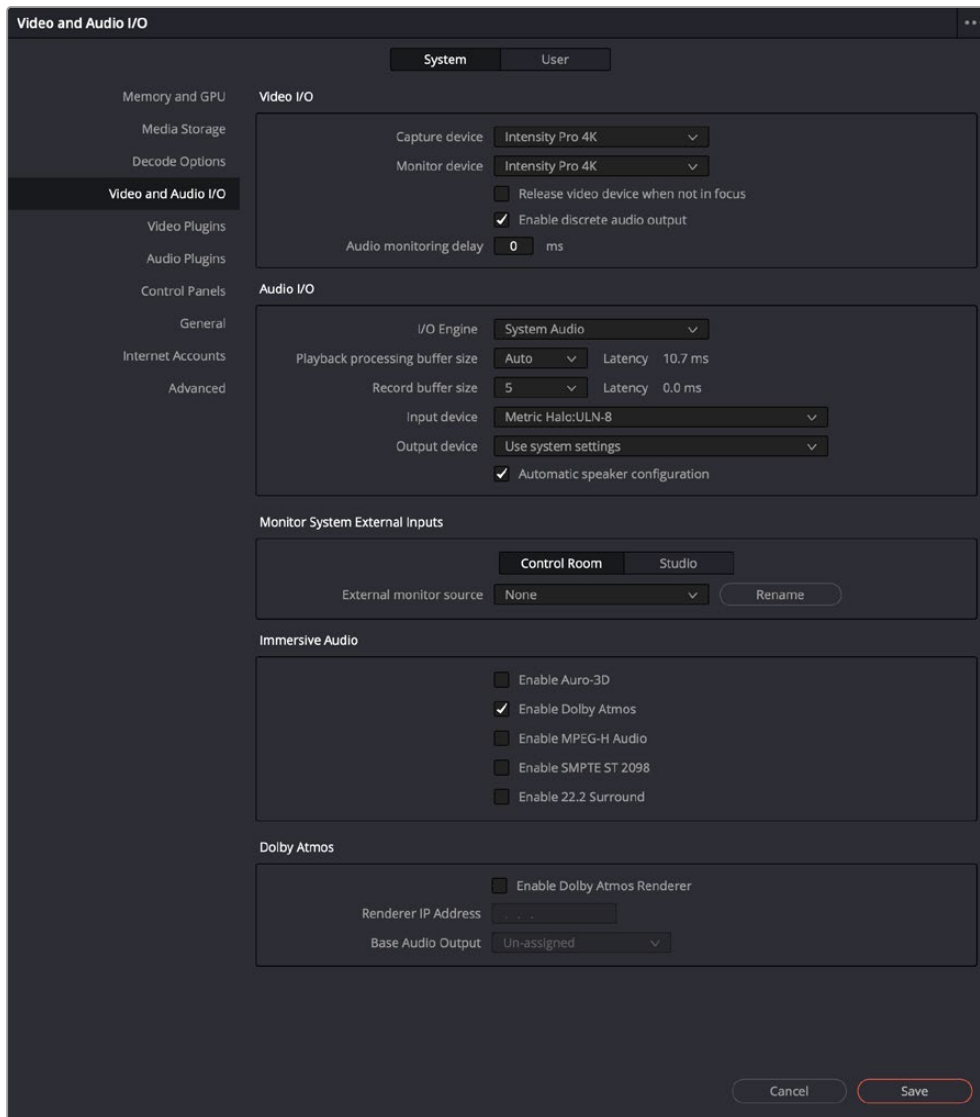 Video and Audio I/O
System User
Memory and GPU
Media Storage
Decode Options
Video and Audio I/O
Video Plugins
Audio Plugins
Control Panels
General
Internet Accounts
Advanced
Video I/O
Capture device Intensity Pro 4K
Monitor device Intensity Pro 4K
Release video device when not in focus
Enable discrete audio output
Audio monitoring delay 0 ms
Audio I/O
I/O Engine System Audio
Playback processing buffer size Auto Latency 10.7 ms
Record buffer size 5 Latency 0.0 ms
Input device Metric Halo:ULN-8
Output device Use system settings
Automatic speaker configuration
Monitor System External Inputs
Control Room Studio
External monitor source None Rename
Immersive Audio
Enable Auro-3D
Enable Dolby Atmos
Enable MPEG-H Audio
Enable SMPTE ST 2098
Enable 22.2 Surround
Dolby Atmos
Enable Dolby Atmos Renderer
Renderer IP Address . . .
Base Audio Output Un-assigned
Cancel Save